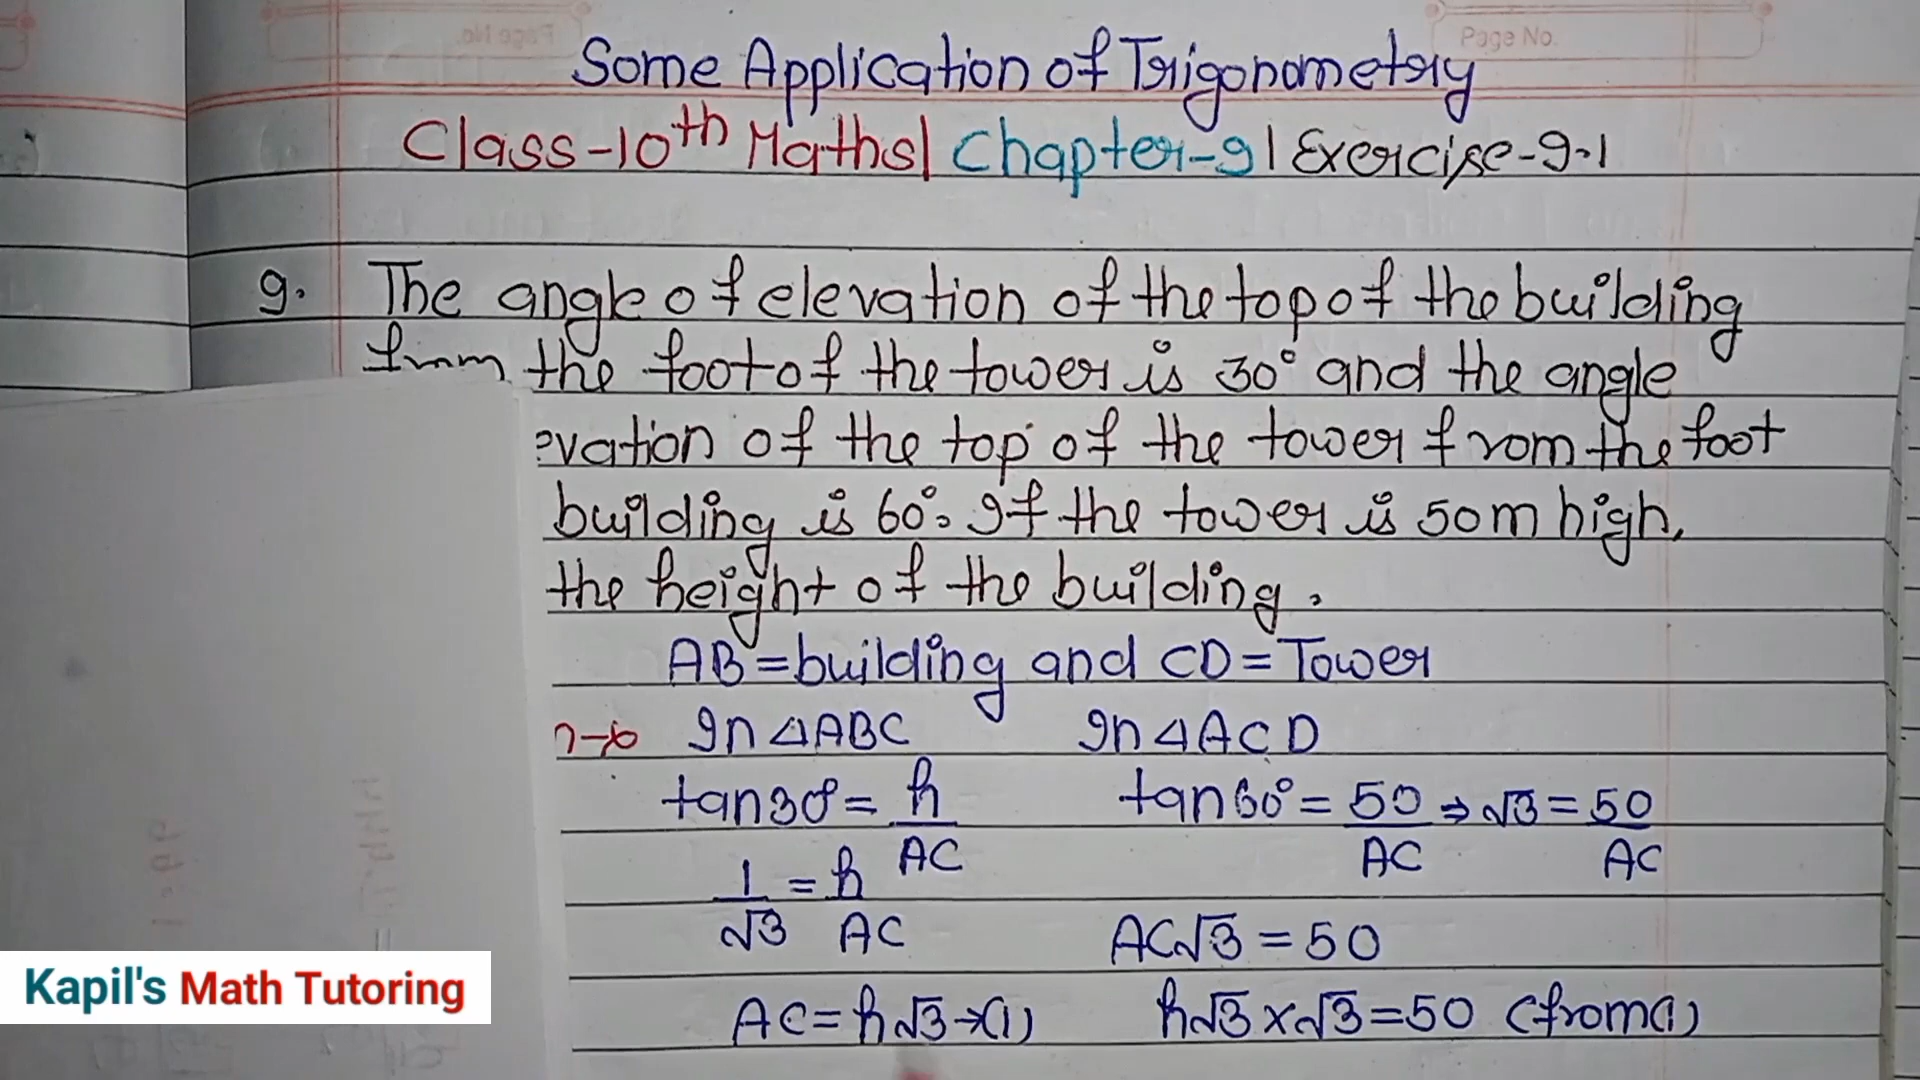 Page No.
Some Application of Trigonometry
Class-10th Maths| Chapter-9| Exercise-9.1
9. The angle of elevation of the top of the building
from the foot of the tower is 30° and the angle
evation of the top of the tower from the foot
building is 60°. If the tower is 50m high,
the height of the building.
AB=building and CD=Tower
In △ABC In △ACD
tan30°= h/AC tan60°= 50/AC ⇒ √3 = 50/AC
1/√3 = h/AC
AC√3 = 50
AC = h√3→(1) h√3×√3=50 (from(1)
Kapil's Math Tutoring